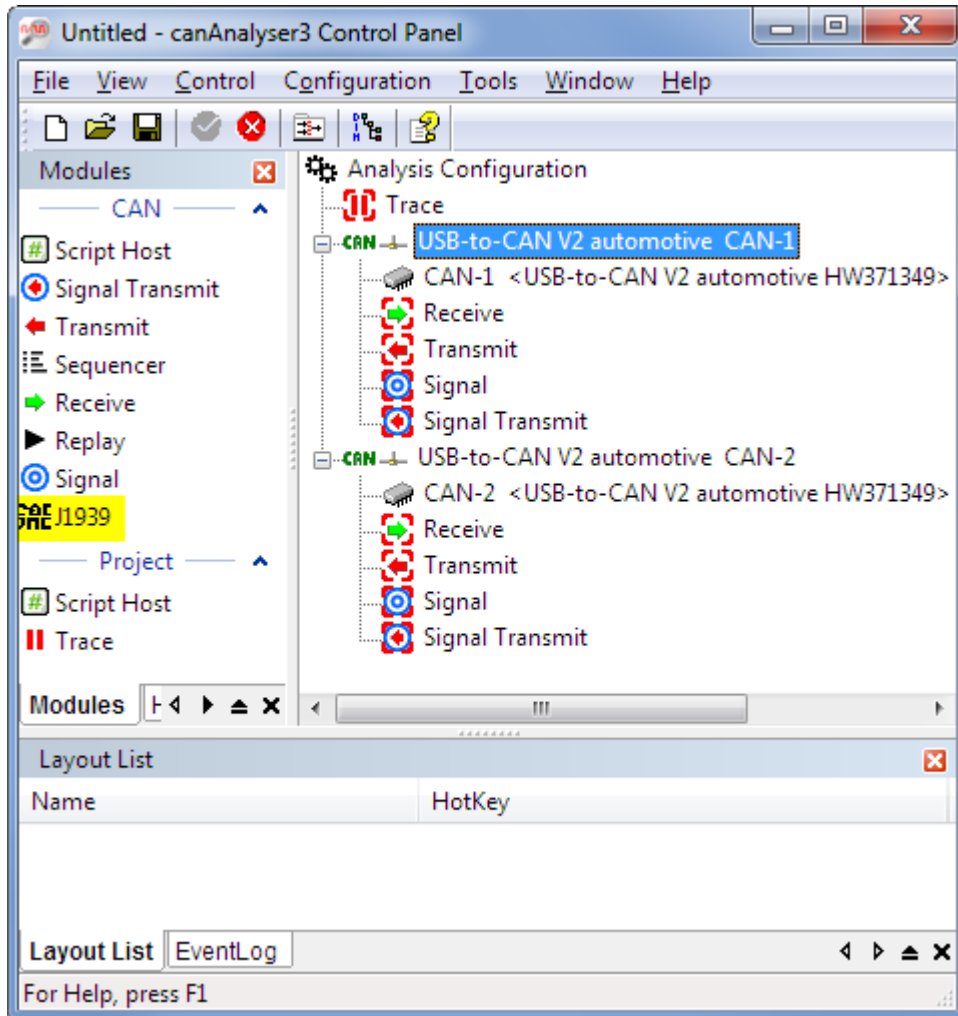 Untitled - canAnalyser3 Control Panel
File View Control Configuration Tools Window Help
Modules
CAN
# Script Host
Signal Transmit
Transmit
Sequencer
Receive
Replay
Signal
SAE J1939
Project
# Script Host
Trace
Modules
Analysis Configuration
Trace
CAN USB-to-CAN V2 automotive CAN-1
CAN-1 <USB-to-CAN V2 automotive HW371349>
Receive
Transmit
Signal
Signal Transmit
CAN USB-to-CAN V2 automotive CAN-2
CAN-2 <USB-to-CAN V2 automotive HW371349>
Receive
Transmit
Signal
Signal Transmit
Layout List
Name HotKey
Layout List EventLog
For Help, press F1